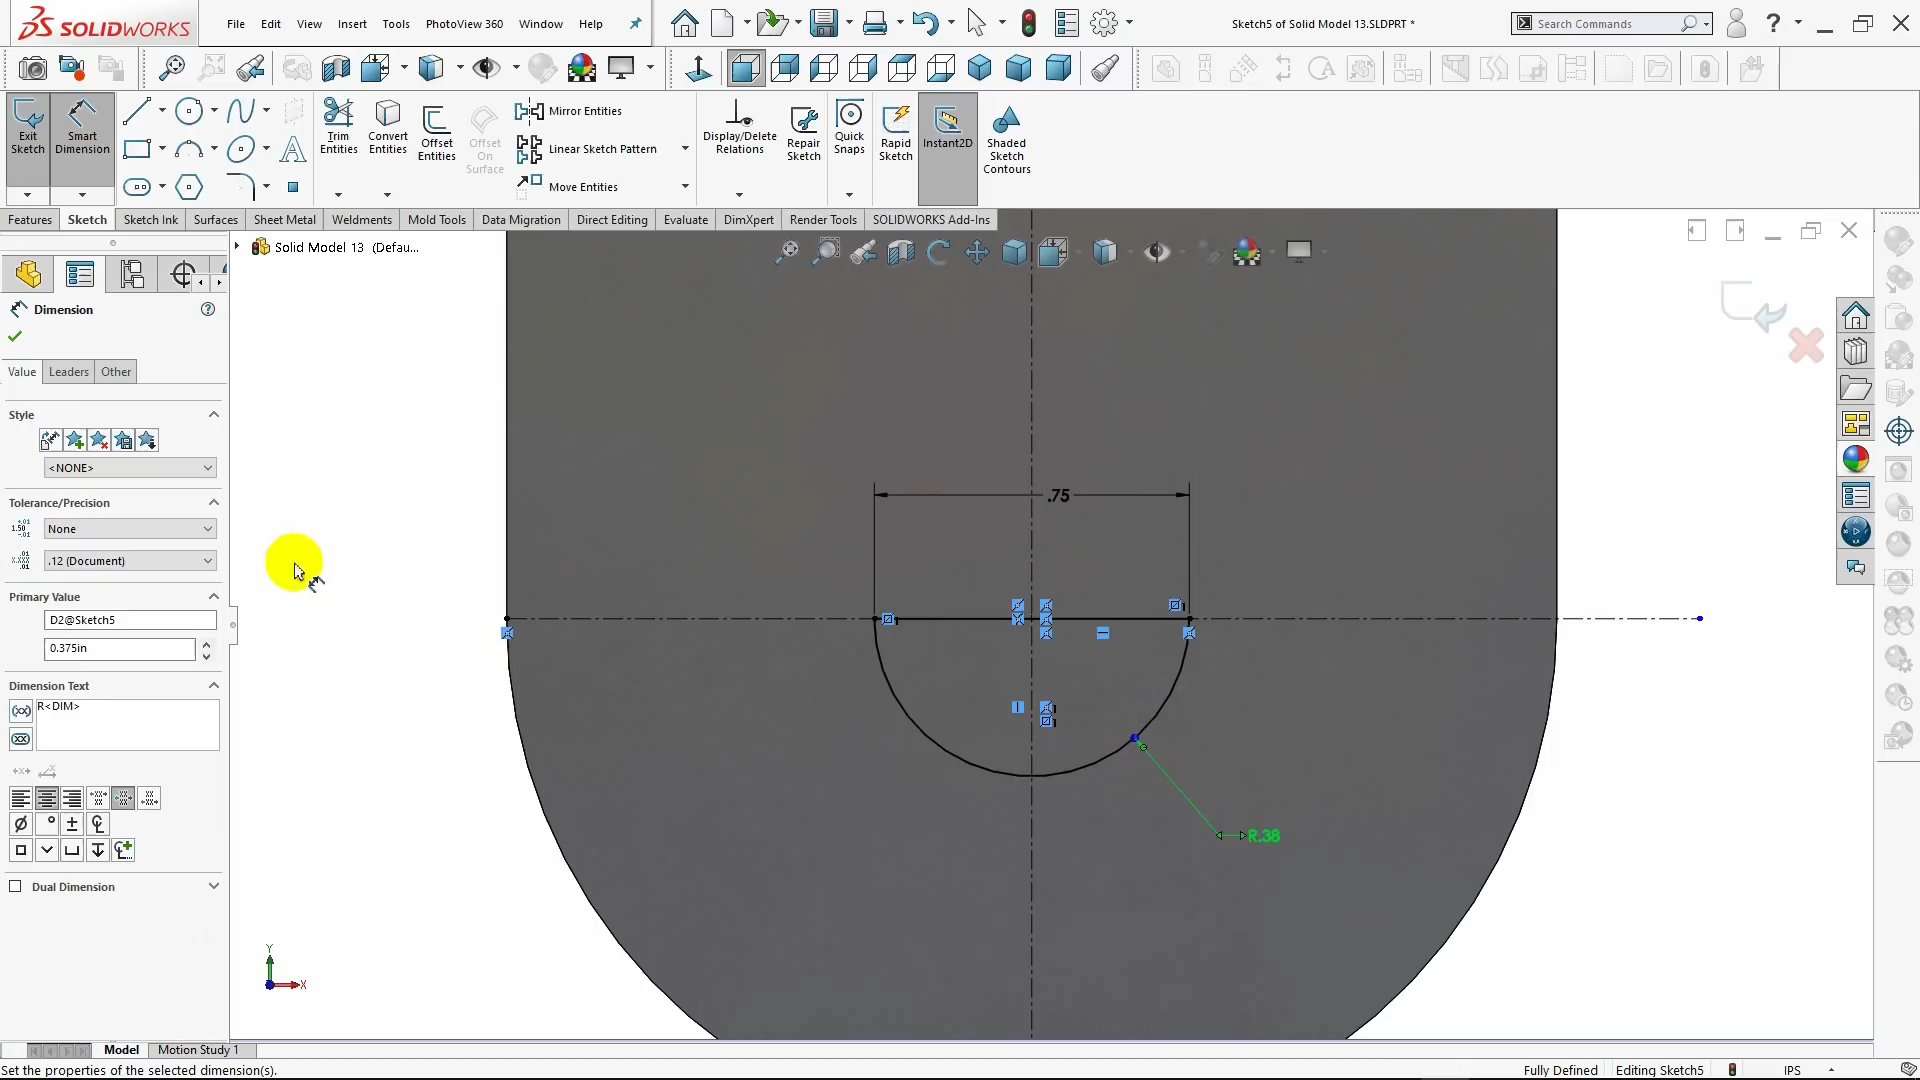 SOLIDWORKS
File Edit View Insert Tools PhotoView 360 Window Help
Sketch5 of Solid Model 13.SLDPRT *
Search Commands
Exit Sketch
Smart Dimension
Trim Entities
Convert Entities
Offset Entities
Offset On Surface
Mirror Entities
Linear Sketch Pattern
Move Entities
Display/Delete Relations
Repair Sketch
Quick Snaps
Rapid Sketch
Instant2D
Shaded Sketch Contours
Features Sketch Sketch Ink Surfaces Sheet Metal Weldments Mold Tools Data Migration Direct Editing Evaluate DimXpert Render Tools SOLIDWORKS Add-Ins
Solid Model 13 (Defau...
Dimension
Value Leaders Other
Style
<NONE>
Tolerance/Precision
None
.12 (Document)
Primary Value
D2@Sketch5
0.375in
Dimension Text
R<DIM>
Dual Dimension
.75
R.38
Y
X
Model Motion Study 1
Set the properties of the selected dimension(s).
Fully Defined Editing Sketch5 IPS